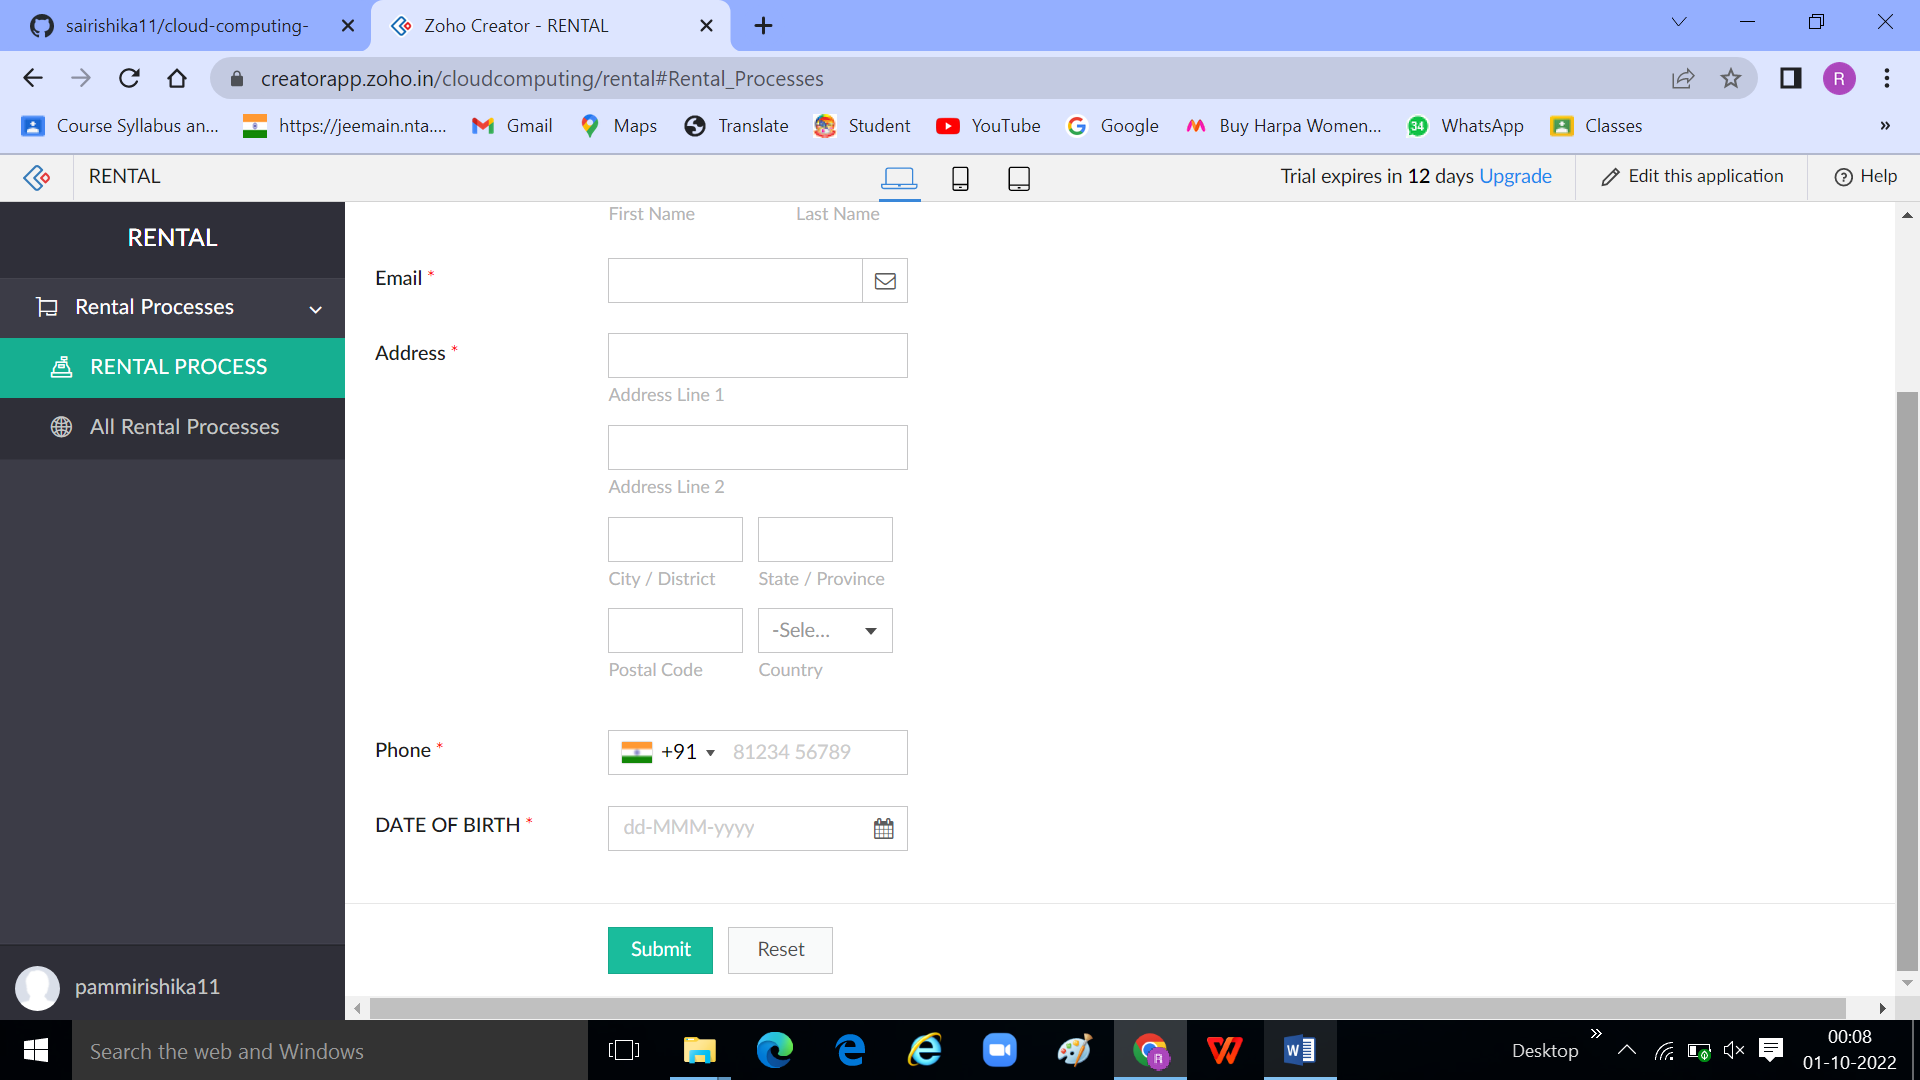 sairishika11/cloud-computing-
Zoho Creator - RENTAL
creatorapp.zoho.in/cloudcomputing/rental#Rental_Processes
R
Course Syllabus an...
https://jeemain.nta....
Gmail
Maps
Translate
Student
YouTube
Google
Buy Harpa Women...
34
WhatsApp
Classes
»
RENTAL
Trial expires in 12 days Upgrade
Edit this application
Help
RENTAL
Rental Processes
RENTAL PROCESS
All Rental Processes
pammirishika11
First Name Last Name
Email *
Address *
Address Line 1
Address Line 2
City / District State / Province
-Sele...
Postal Code Country
Phone * +91 81234 56789
DATE OF BIRTH * dd-MMM-yyyy
Submit Reset
Search the web and Windows
R
W
Desktop
»
00:08
01-10-2022